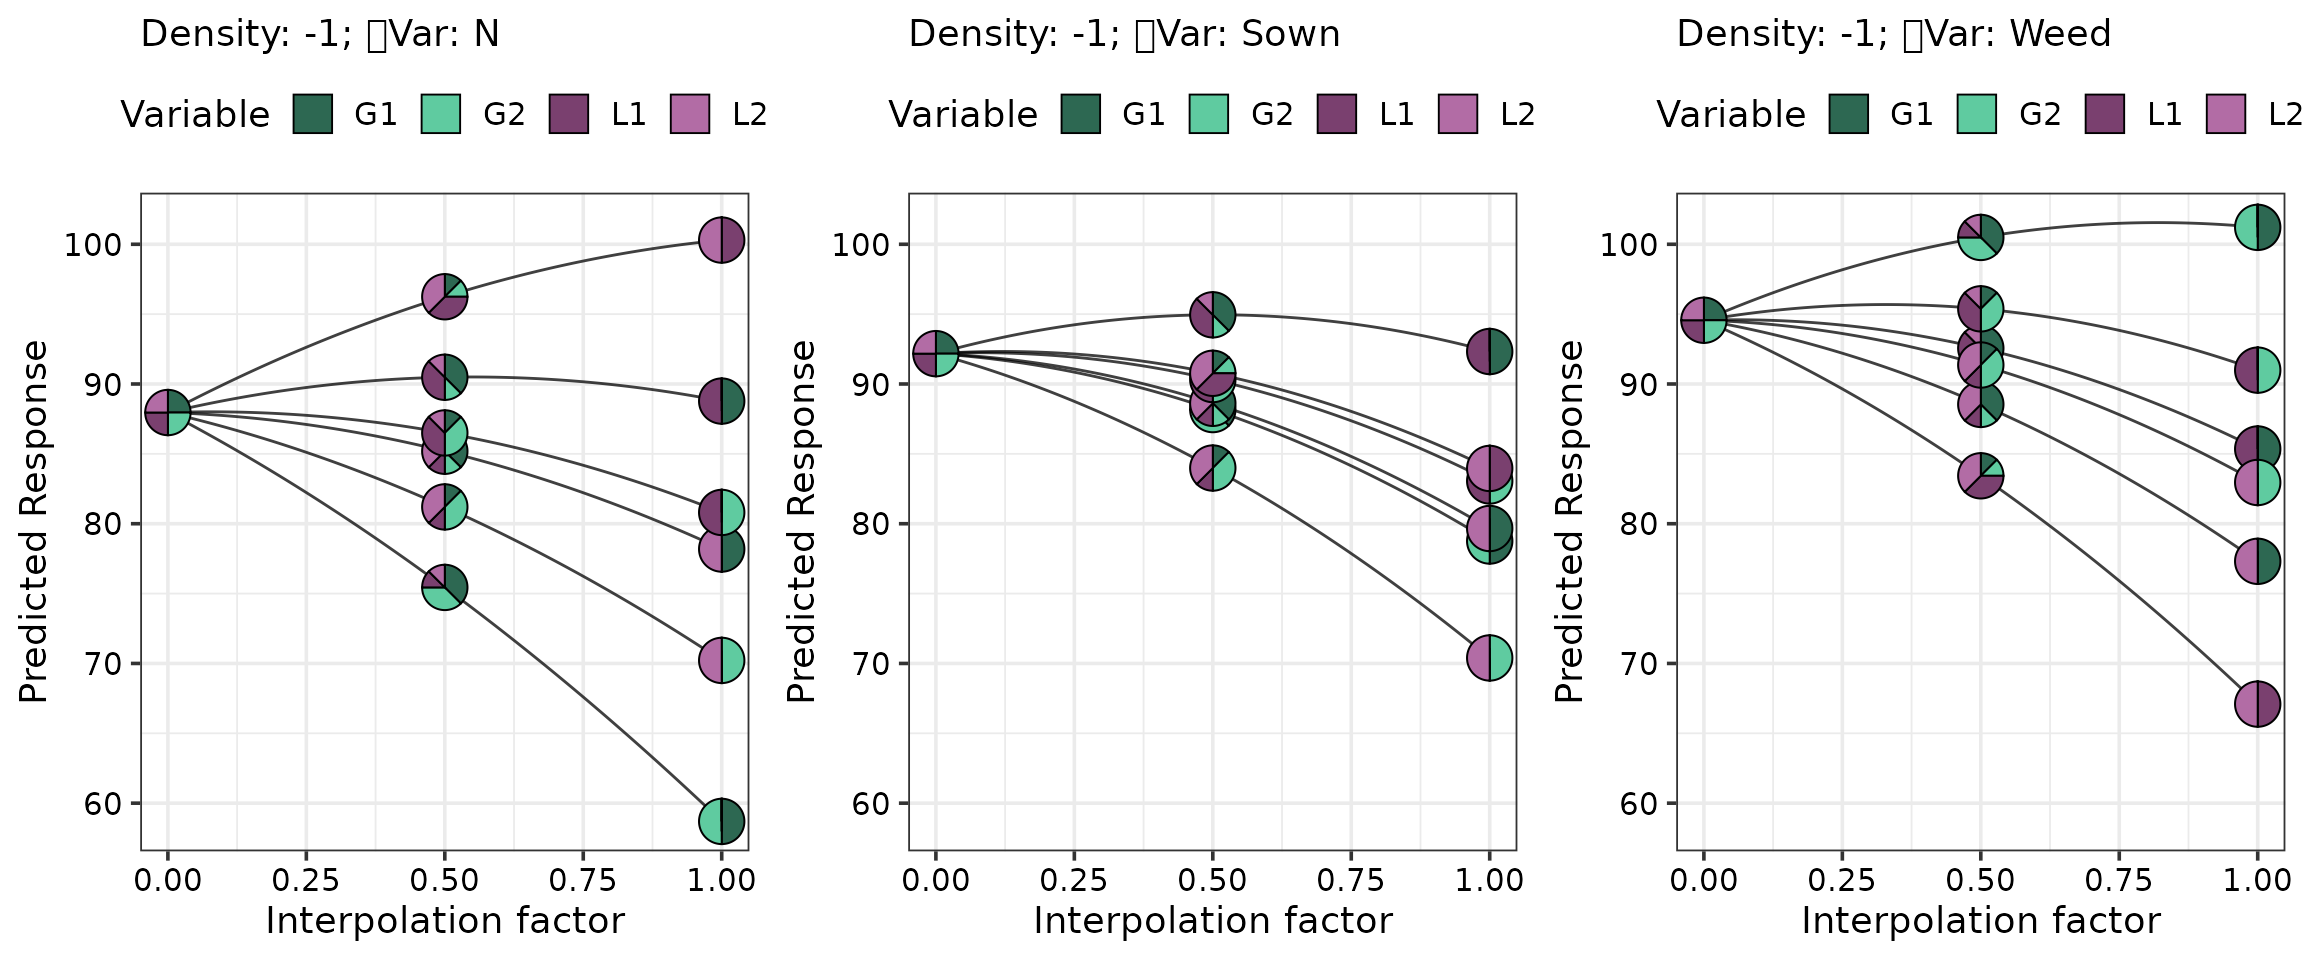 Density: -1; ▯Var: N
Variable G1 G2 L1 L2
Predicted Response
100
90
80
70
60
0.00 0.25 0.50 0.75 1.00
Interpolation factor
Density: -1; ▯Var: Sown
Variable G1 G2 L1 L2
Predicted Response
100
90
80
70
60
0.00 0.25 0.50 0.75 1.00
Interpolation factor
Density: -1; ▯Var: Weed
Variable G1 G2 L1 L2
Predicted Response
100
90
80
70
60
0.00 0.25 0.50 0.75 1.00
Interpolation factor